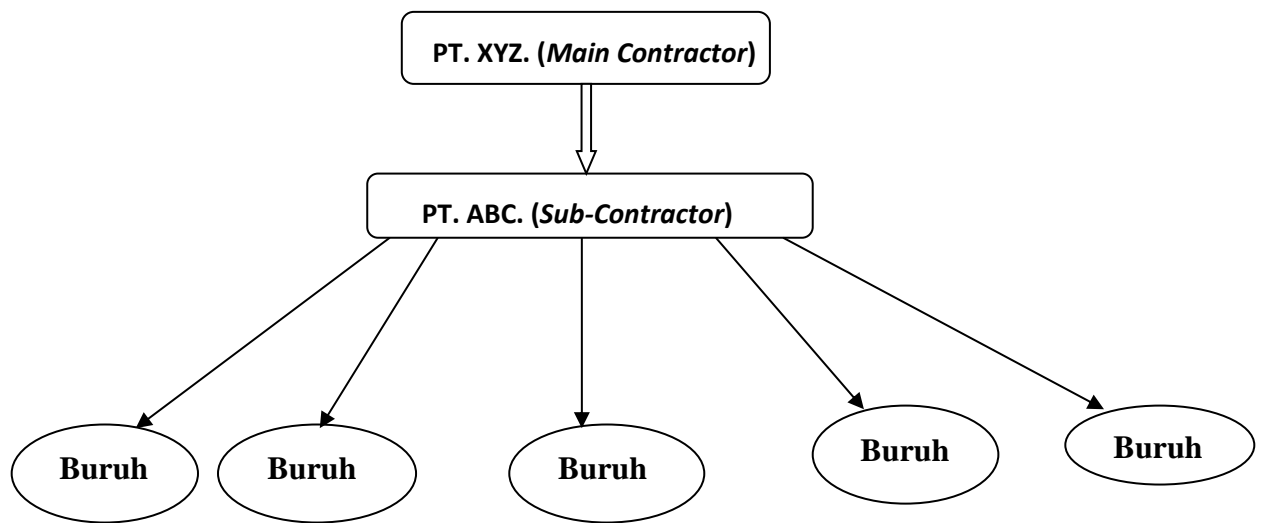 PT. XYZ. (Main Contractor)
PT. ABC. (Sub-Contractor)
Buruh
Buruh
Buruh
Buruh
Buruh